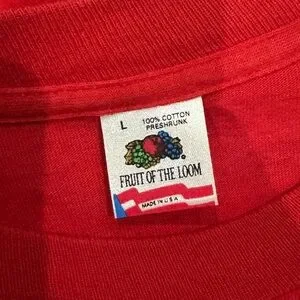 L
100% COTTON
PRESHRUNK
®
FRUIT OF THE LOOM
MADE IN U.S.A